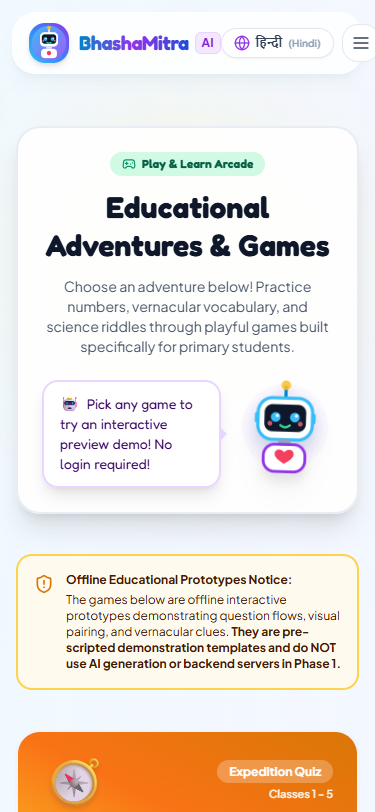 BhashaMitra AI हिन्दी (Hindi)
Play & Learn Arcade
Educational
Adventures & Games
Choose an adventure below! Practice
numbers, vernacular vocabulary, and
science riddles through playful games built
specifically for primary students.
Pick any game to
try an interactive
preview demo! No
login required!
Offline Educational Prototypes Notice:
The games below are offline interactive
prototypes demonstrating question flows, visual
pairing, and vernacular clues. They are pre-
scripted demonstration templates and do NOT
use AI generation or backend servers in Phase 1.
Expedition Quiz
Classes 1 - 5